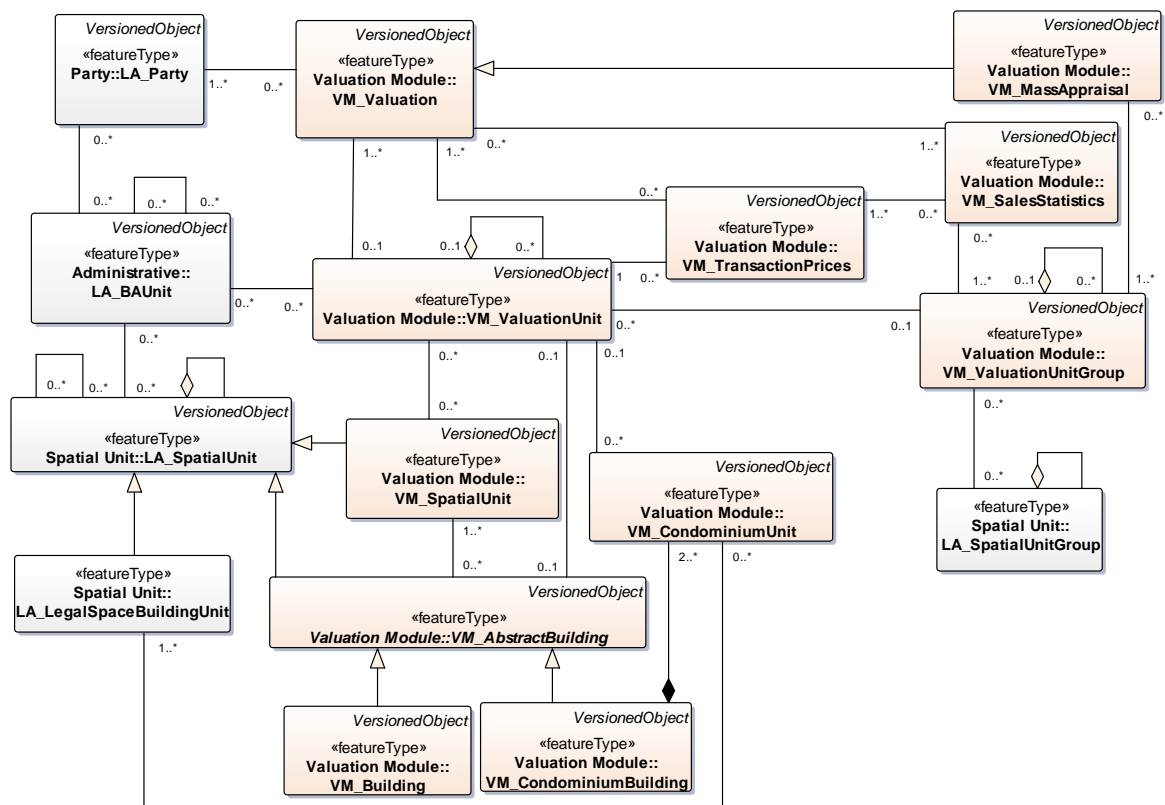 VersionedObject
«featureType»
Party::LA_Party
VersionedObject
«featureType»
Valuation Module::
VM_Valuation
VersionedObject
«featureType»
Valuation Module::
VM_MassAppraisal
1..*
0..*
0..*
0..*
0..*
0..*
0..*
1..*
1..*
0..*
1..*
0..*
VersionedObject
«featureType»
Valuation Module::
VM_SalesStatistics
0..*
VersionedObject
«featureType»
Valuation Module::
VM_TransactionPrices
1..*
0..*
0..*
VersionedObject
«featureType»
Administrative::
LA_BAUnit
0..1
0..1
0..*
1
0..*
1..*
0..1
0..*
1..*
VersionedObject
«featureType»
Valuation Module::VM_ValuationUnit
0..*
0..*
0..*
0..1
VersionedObject
«featureType»
Valuation Module::
VM_ValuationUnitGroup
0..*
0..*
0..*
0..*
0..*
0..1
0..1
0..*
VersionedObject
«featureType»
Spatial Unit::LA_SpatialUnit
0..*
VersionedObject
«featureType»
Valuation Module::
VM_SpatialUnit
0..*
VersionedObject
«featureType»
Valuation Module::
VM_CondominiumUnit
0..*
«featureType»
Spatial Unit::
LA_SpatialUnitGroup
1..*
0..*
0..1
2..*
0..*
«featureType»
Spatial Unit::
LA_LegalSpaceBuildingUnit
1..*
VersionedObject
«featureType»
Valuation Module::VM_AbstractBuilding
VersionedObject
«featureType»
Valuation Module::
VM_Building
VersionedObject
«featureType»
Valuation Module::
VM_CondominiumBuilding